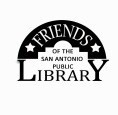 FRIENDS
OF THE
SAN ANTONIO
PUBLIC
LIBRARY